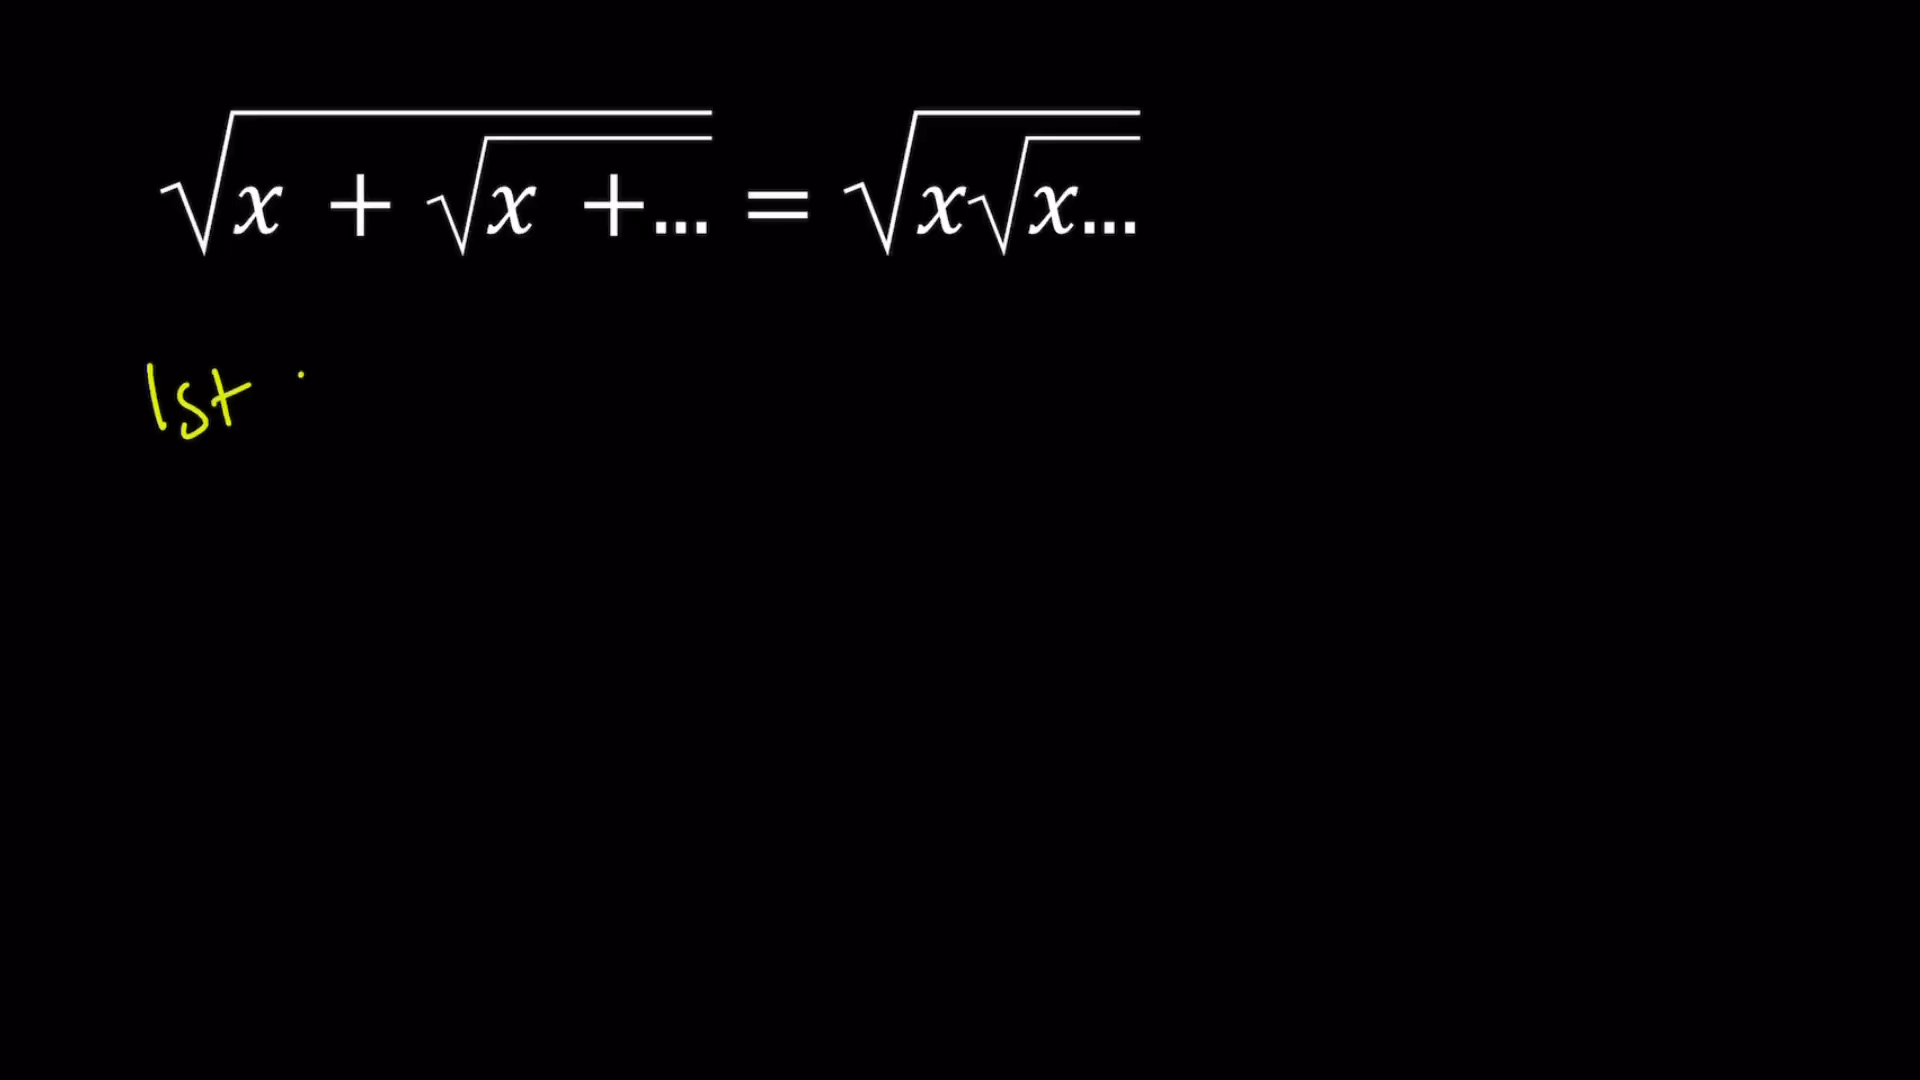 √(x + √(x +...)) = √(x√(x...))
1st